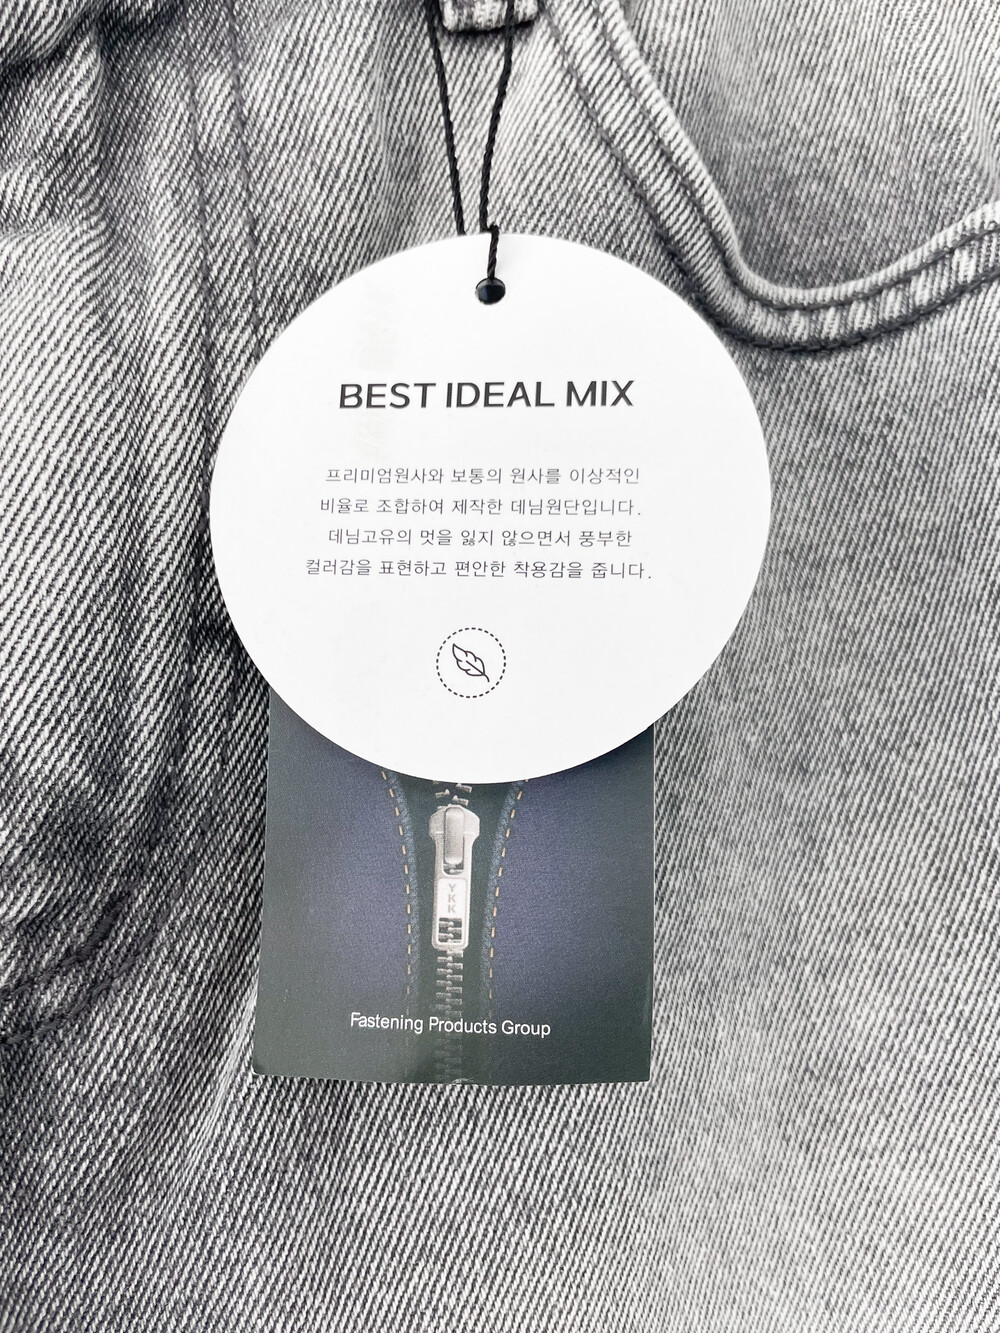 BEST IDEAL MIX
프리미엄원사와 보통의 원사를 이상적인
비율로 조합하여 제작한 데님원단입니다.
데님고유의 멋을 잃지 않으면서 풍부한
컬러감을 표현하고 편안한 착용감을 줍니다.
YKK
Fastening Products Group